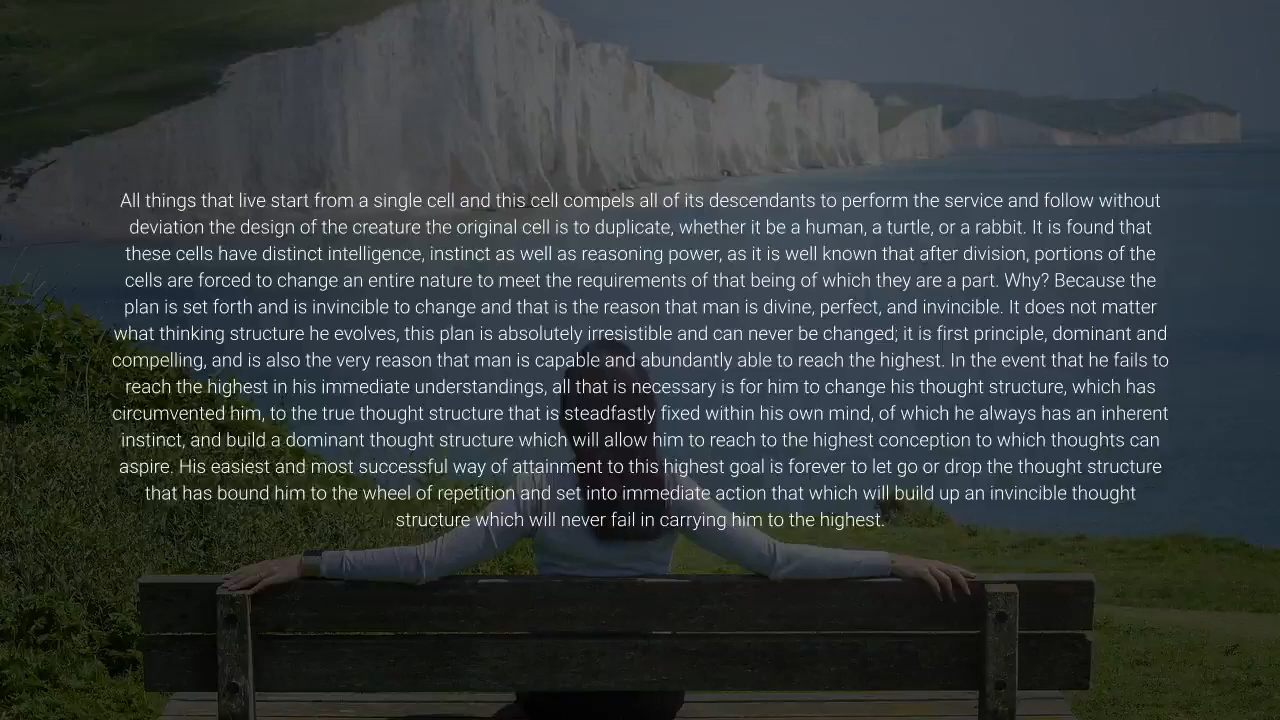 All things that live start from a single cell and this cell compels all of its descendants to perform the service and follow without
deviation the design of the creature the original cell is to duplicate, whether it be a human, a turtle, or a rabbit. It is found that
these cells have distinct intelligence, instinct as well as reasoning power, as it is well known that after division, portions of the
cells are forced to change an entire nature to meet the requirements of that being of which they are a part. Why? Because the
plan is set forth and is invincible to change and that is the reason that man is divine, perfect, and invincible. It does not matter
what thinking structure he evolves, this plan is absolutely irresistible and can never be changed; it is first principle, dominant and
compelling, and is also the very reason that man is capable and abundantly able to reach the highest. In the event that he fails to
reach the highest in his immediate understandings, all that is necessary is for him to change his thought structure, which has
circumvented him, to the true thought structure that is steadfastly fixed within his own mind, of which he always has an inherent
instinct, and build a dominant thought structure which will allow him to reach to the highest conception to which thoughts can
aspire. His easiest and most successful way of attainment to this highest goal is forever to let go or drop the thought structure
that has bound him to the wheel of repetition and set into immediate action that which will build up an invincible thought
structure which will never fail in carrying him to the highest.